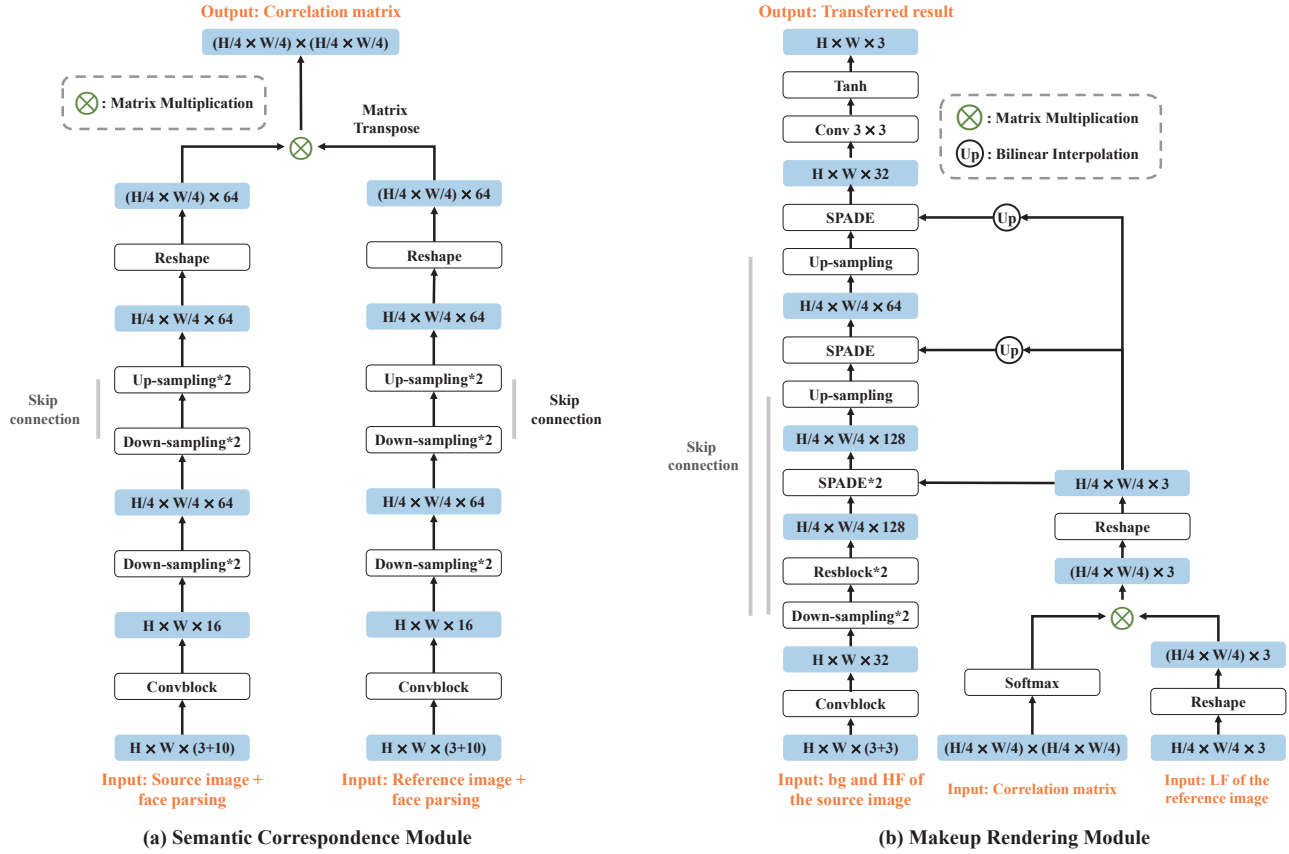 Output: Correlation matrix
(H/4 × W/4) × (H/4 × W/4)
⊗ : Matrix Multiplication
Matrix
Transpose
(H/4 × W/4) × 64
(H/4 × W/4) × 64
Reshape
Reshape
H/4 × W/4 × 64
H/4 × W/4 × 64
Up-sampling*2
Up-sampling*2
Skip
connection
Skip
connection
Down-sampling*2
Down-sampling*2
H/4 × W/4 × 64
H/4 × W/4 × 64
Down-sampling*2
Down-sampling*2
H × W × 16
H × W × 16
Convblock
Convblock
H × W × (3+10)
H × W × (3+10)
Input: Source image +
face parsing
Input: Reference image +
face parsing
(a) Semantic Correspondence Module
Output: Transferred result
H × W × 3
Tanh
Conv 3 × 3
H × W × 32
⊗ : Matrix Multiplication
Up : Bilinear Interpolation
SPADE
Up
Up-sampling
H/4 × W/4 × 64
SPADE
Up
Up-sampling
Skip
connection
H/4 × W/4 × 128
SPADE*2
H/4 × W/4 × 3
H/4 × W/4 × 128
Reshape
Resblock*2
(H/4 × W/4) × 3
Down-sampling*2
H × W × 32
(H/4 × W/4) × 3
Convblock
Softmax
Reshape
H × W × (3+3)
(H/4 × W/4) × (H/4 × W/4)
H/4 × W/4 × 3
Input: bg and HF of
the source image
Input: Correlation matrix
Input: LF of the
reference image
(b) Makeup Rendering Module